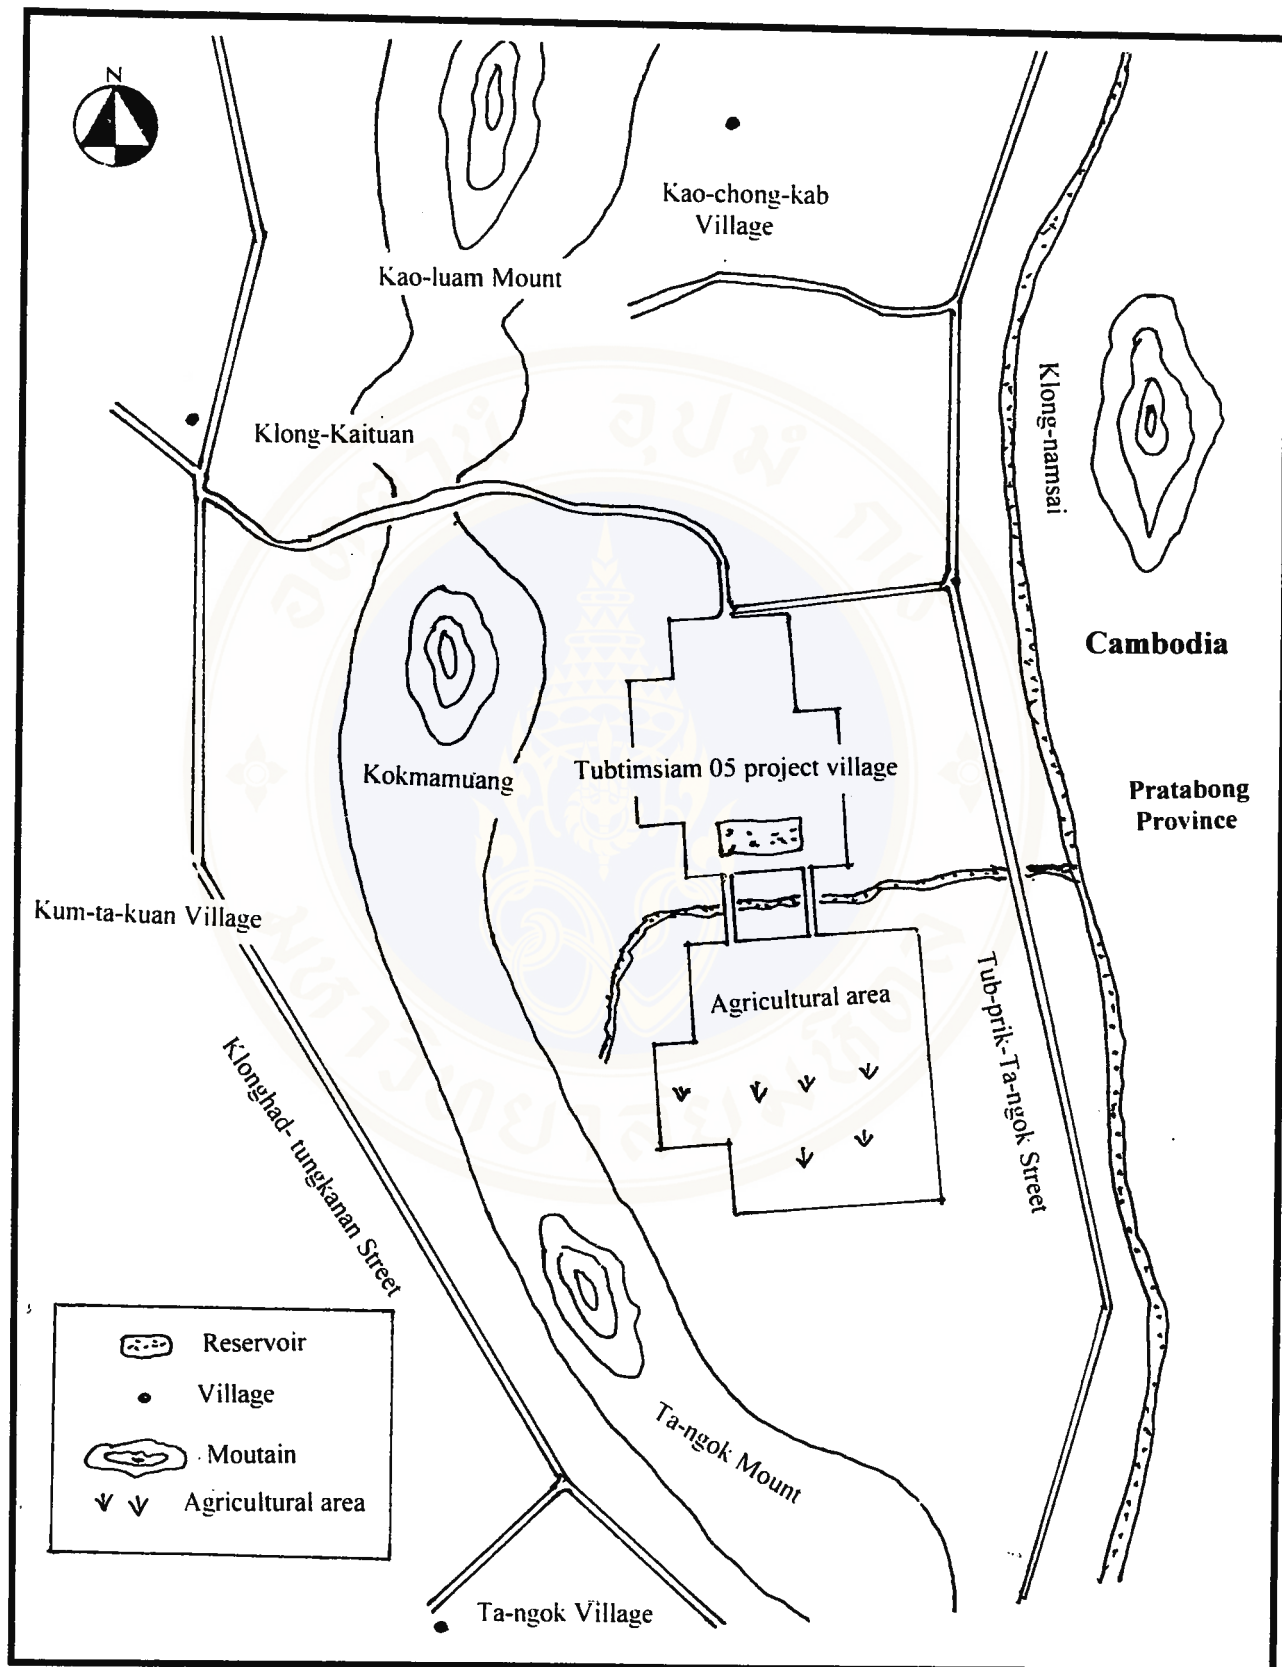 N
Kao-chong-kab
Village
Kao-luam Mount
Klong-Kaituan
Klong-namsai
Cambodia
Kokmamuang
Tubtimsiam 05 project village
Pratabong
Province
Kum-ta-kuan Village
Agricultural area
Tub-prik-Ta-ngok Street
Klonghad- tungkanan Street
Reservoir
Village
Moutain
Agricultural area
Ta-ngok Mount
Ta-ngok Village